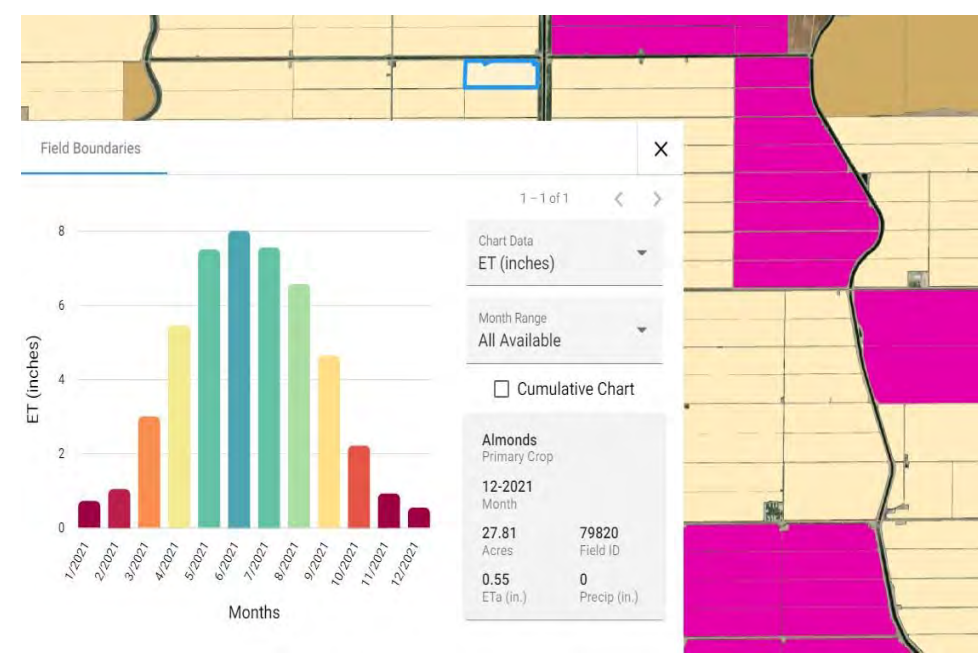 Field Boundaries
1 – 1 of 1
Chart Data
ET (inches)
Month Range
All Available
Cumulative Chart
Almonds
Primary Crop
12-2021
Month
27.81 79820
Acres Field ID
0.55 0
ETa (in.) Precip (in.)
ET (inches)
8
6
4
2
0
1/2021 2/2021 3/2021 4/2021 5/2021 6/2021 7/2021 8/2021 9/2021 10/2021 11/2021 12/2021
Months